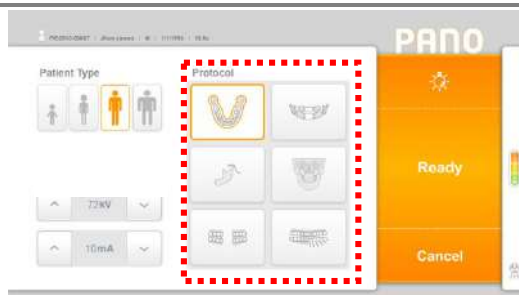 PANO
Patient Type
Protocol
Ready
72kV
10mA
Cancel